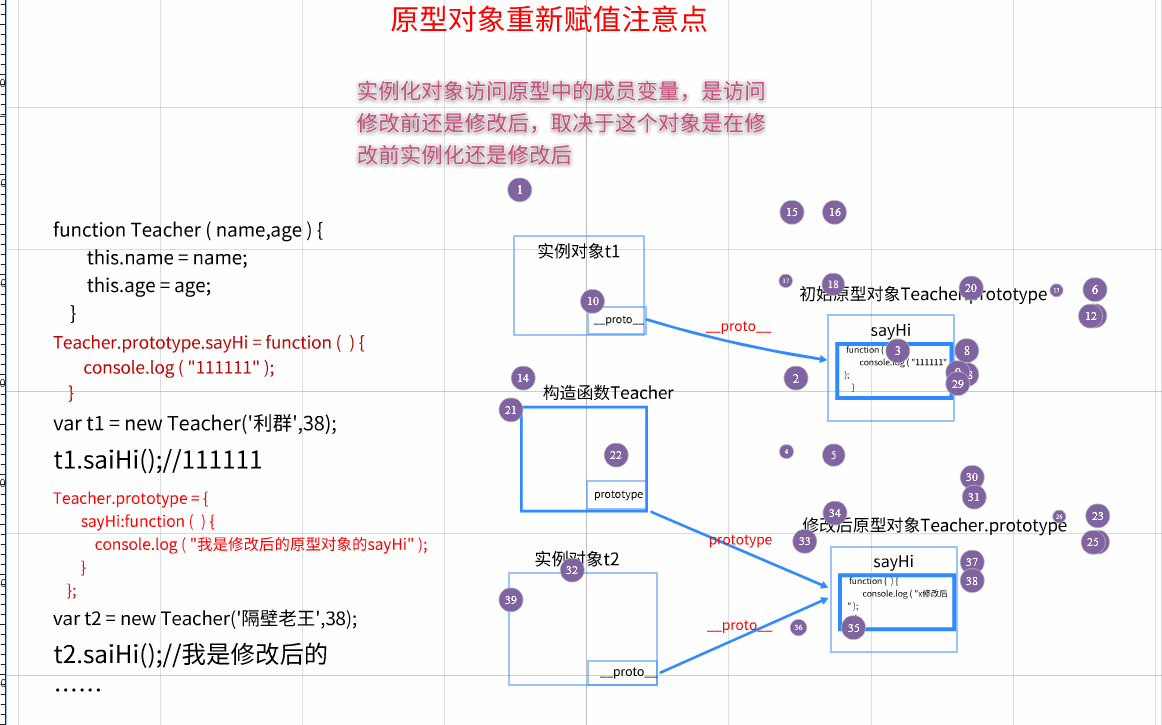 原型对象重新赋值注意点
实例化对象访问原型中的成员变量，是访问
修改前还是修改后，取决于这个对象是在修
改前实例化还是修改后
function Teacher ( name,age ) {
this.name = name;
this.age = age;
}
Teacher.prototype.sayHi = function ( ) {
console.log ( "111111" );
}
var t1 = new Teacher('利群',38);
t1.saiHi();//111111
Teacher.prototype = {
sayHi:function ( ) {
console.log ( "我是修改后的原型对象的sayHi" );
}
};
var t2 = new Teacher('隔壁老王',38);
t2.saiHi();//我是修改后的
……
1
实例对象t1
10
__proto__
__proto__
14
构造函数Teacher
21
22
prototype
prototype
实例对象t2
32
39
__proto__
__proto__
15
16
17
18
20
6
初始原型对象Teacher.prototype
12
sayHi
function (
3
8
console.log ( "111111"
);
}
29
2
4
5
30
31
34
23
修改后原型对象Teacher.prototype
26
33
25
sayHi
37
function ( ) {
38
console.log ( "x修改后
" );
35
36